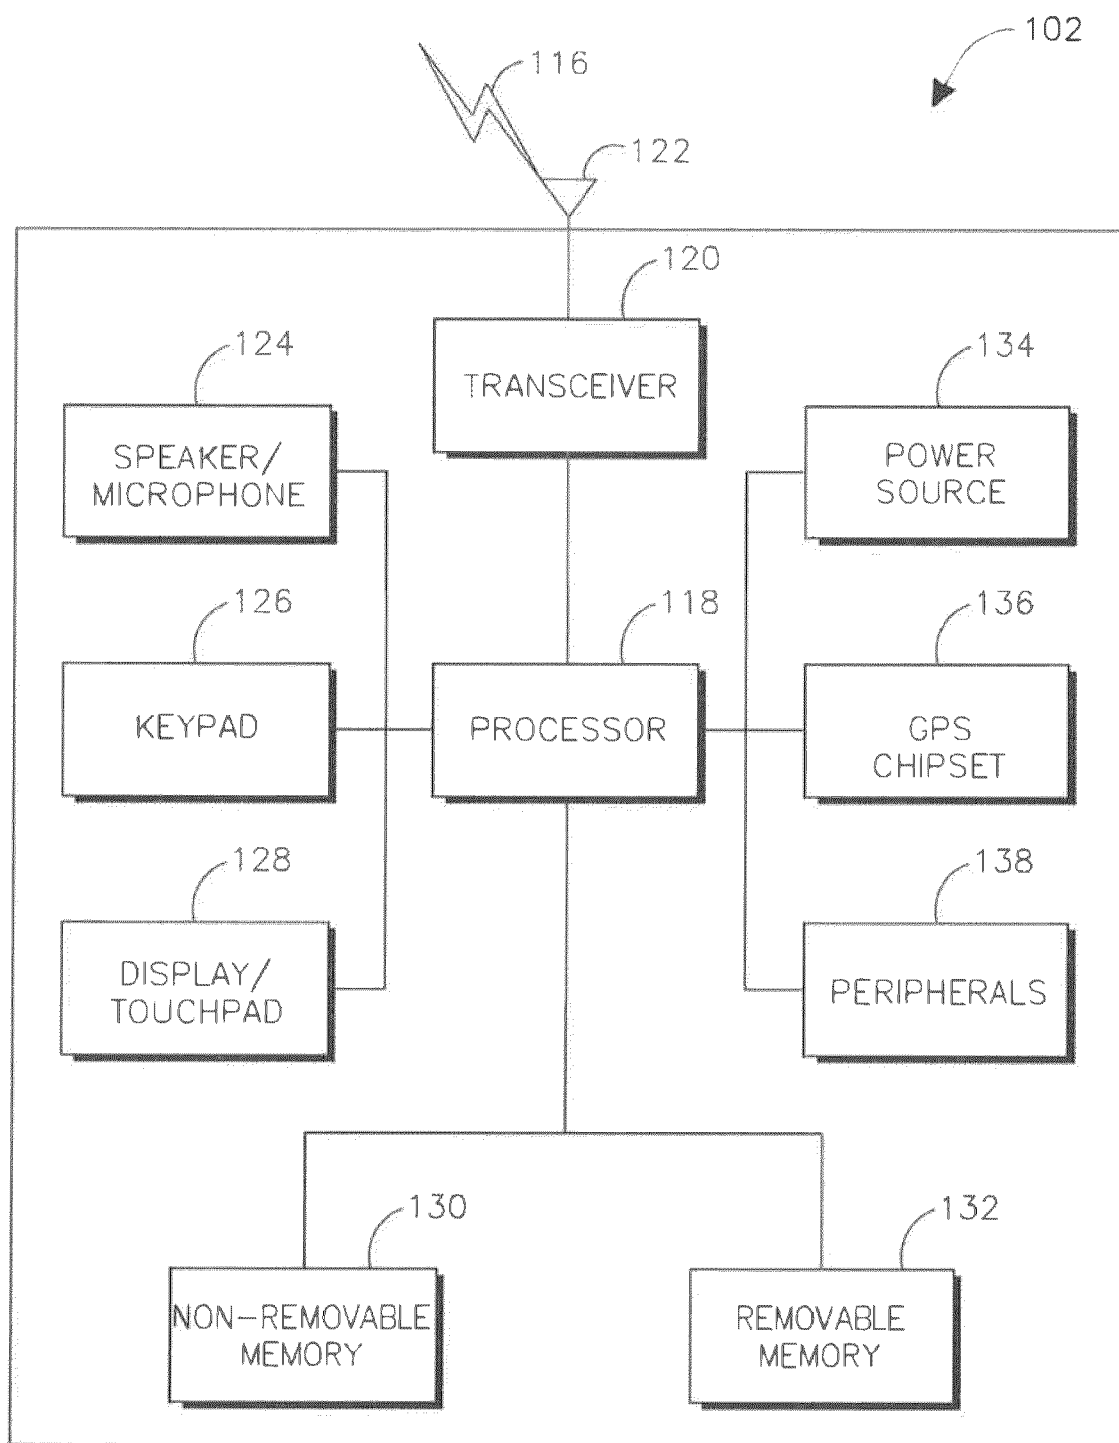 102
116
122
120
TRANSCEIVER
124
SPEAKER/
MICROPHONE
134
POWER
SOURCE
126
KEYPAD
118
PROCESSOR
136
GPS
CHIPSET
128
DISPLAY/
TOUCHPAD
138
PERIPHERALS
130
NON-REMOVABLE
MEMORY
132
REMOVABLE
MEMORY